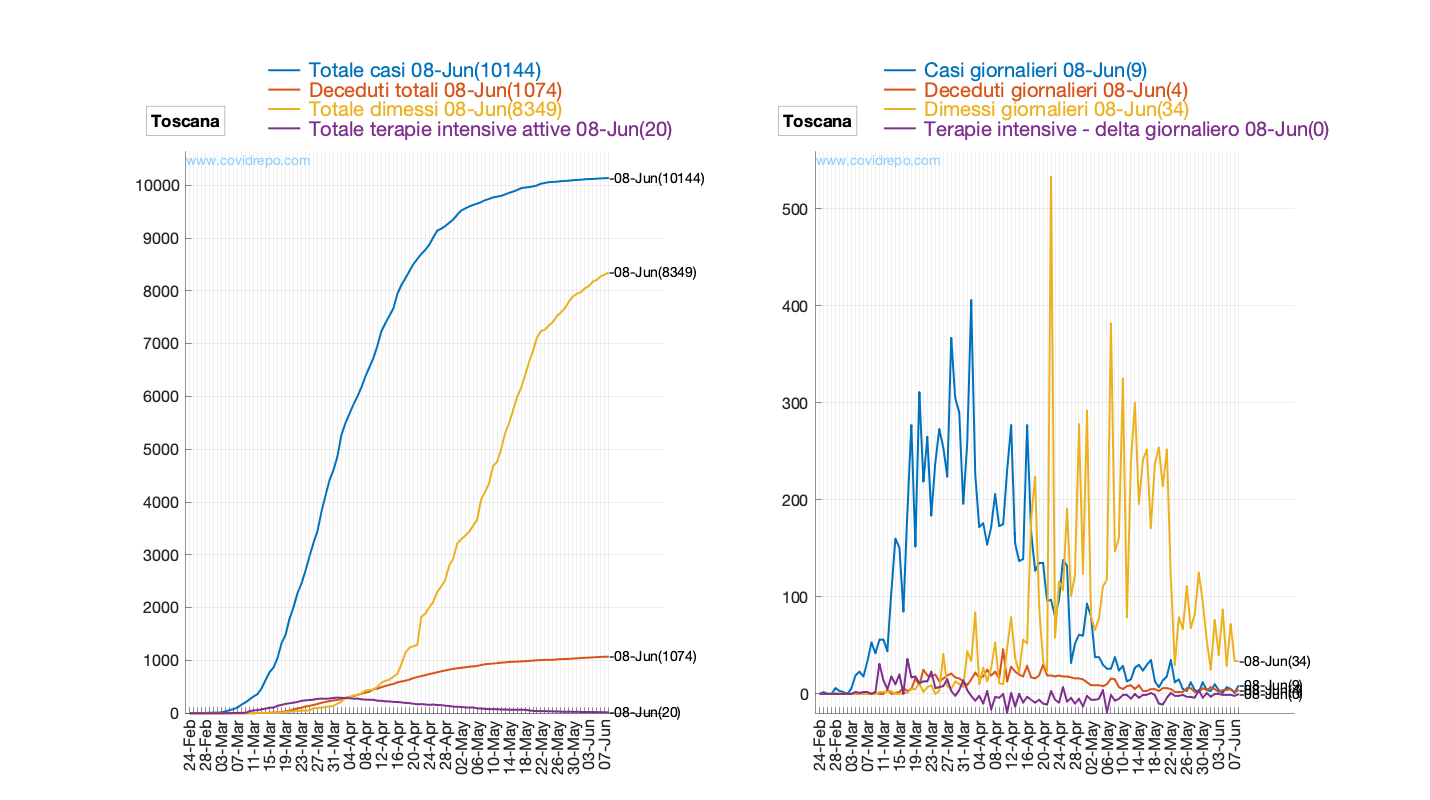 Totale casi 08-Jun(10144)
Deceduti totali 08-Jun(1074)
Totale dimessi 08-Jun(8349)
Totale terapie intensive attive 08-Jun(20)
Toscana
www.covidrepo.com
10000
9000
8000
7000
6000
5000
4000
3000
2000
1000
0
-08-Jun(10144)
-08-Jun(8349)
-08-Jun(1074)
-08-Jun(20)
24-Feb
28-Feb
03-Mar
07-Mar
11-Mar
15-Mar
19-Mar
23-Mar
27-Mar
31-Mar
04-Apr
08-Apr
12-Apr
16-Apr
20-Apr
24-Apr
28-Apr
02-May
06-May
10-May
14-May
18-May
22-May
26-May
30-May
03-Jun
07-Jun
Casi giornalieri 08-Jun(9)
Deceduti giornalieri 08-Jun(4)
Dimessi giornalieri 08-Jun(34)
Terapie intensive - delta giornaliero 08-Jun(0)
Toscana
www.covidrepo.com
500
400
300
200
100
0
-08-Jun(34)
-08-Jun(9)
-08-Jun(0)
24-Feb
28-Feb
03-Mar
07-Mar
11-Mar
15-Mar
19-Mar
23-Mar
27-Mar
31-Mar
04-Apr
08-Apr
12-Apr
16-Apr
20-Apr
24-Apr
28-Apr
02-May
06-May
10-May
14-May
18-May
22-May
26-May
30-May
03-Jun
07-Jun